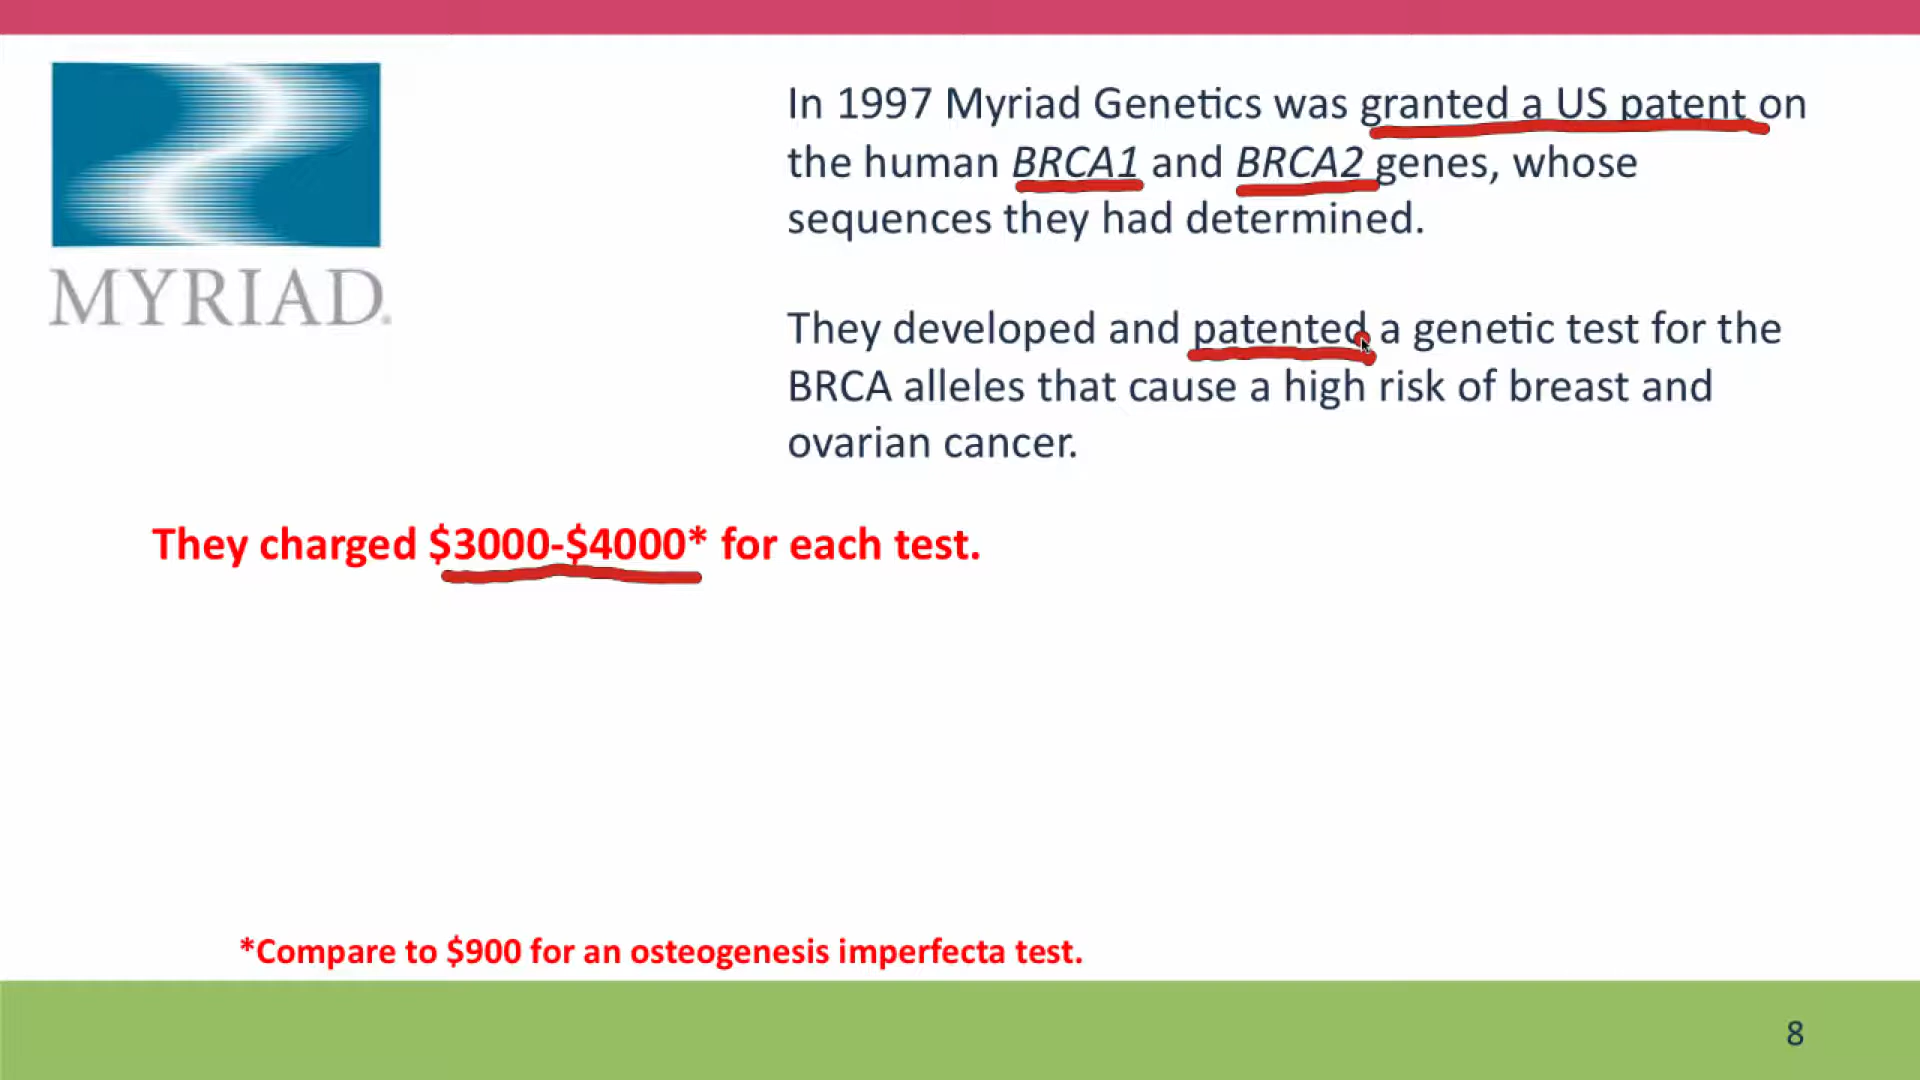 MYRIAD®
In 1997 Myriad Genetics was granted a US patent on
the human BRCA1 and BRCA2 genes, whose
sequences they had determined.
They developed and patented a genetic test for the
BRCA alleles that cause a high risk of breast and
ovarian cancer.
They charged $3000-$4000* for each test.
*Compare to $900 for an osteogenesis imperfecta test.
8